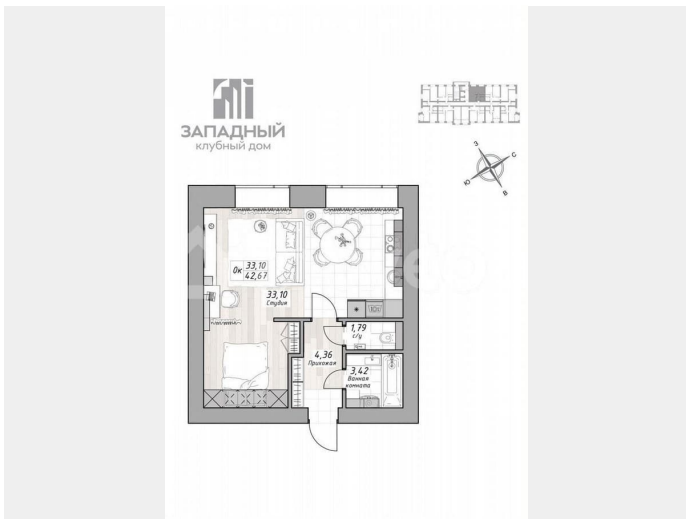 ЗАПАДНЫЙ
клубный дом
З
С
Ю
В
0к 33,10
42,67
33,10
Студия
1,79
с/у
4,36
Прихожая
3,42
Ванная
комната